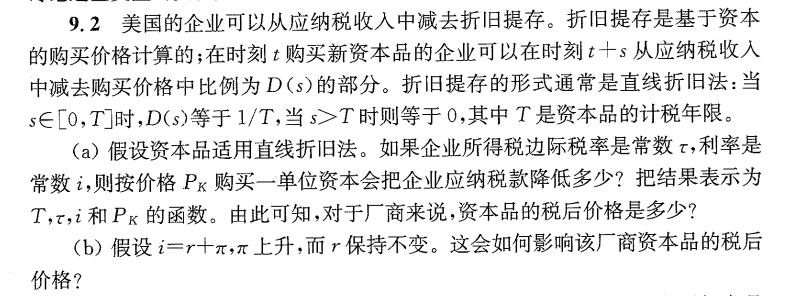 9.2 美国的企业可以从应纳税收入中减去折旧提存。折旧提存是基于资本
的购买价格计算的;在时刻 t 购买新资本品的企业可以在时刻 t+s 从应纳税收入
中减去购买价格中比例为 D(s)的部分。折旧提存的形式通常是直线折旧法:当
s∈[0,T]时,D(s)等于 1/T,当 s>T 时则等于 0,其中 T 是资本品的计税年限。
(a) 假设资本品适用直线折旧法。如果企业所得税边际税率是常数 τ,利率是
常数 i,则按价格 PK 购买一单位资本会把企业应纳税款降低多少? 把结果表示为
T,τ,i 和 PK 的函数。由此可知,对于厂商来说,资本品的税后价格是多少?
(b) 假设 i=r+π,π 上升,而 r 保持不变。这会如何影响该厂商资本品的税后
价格?